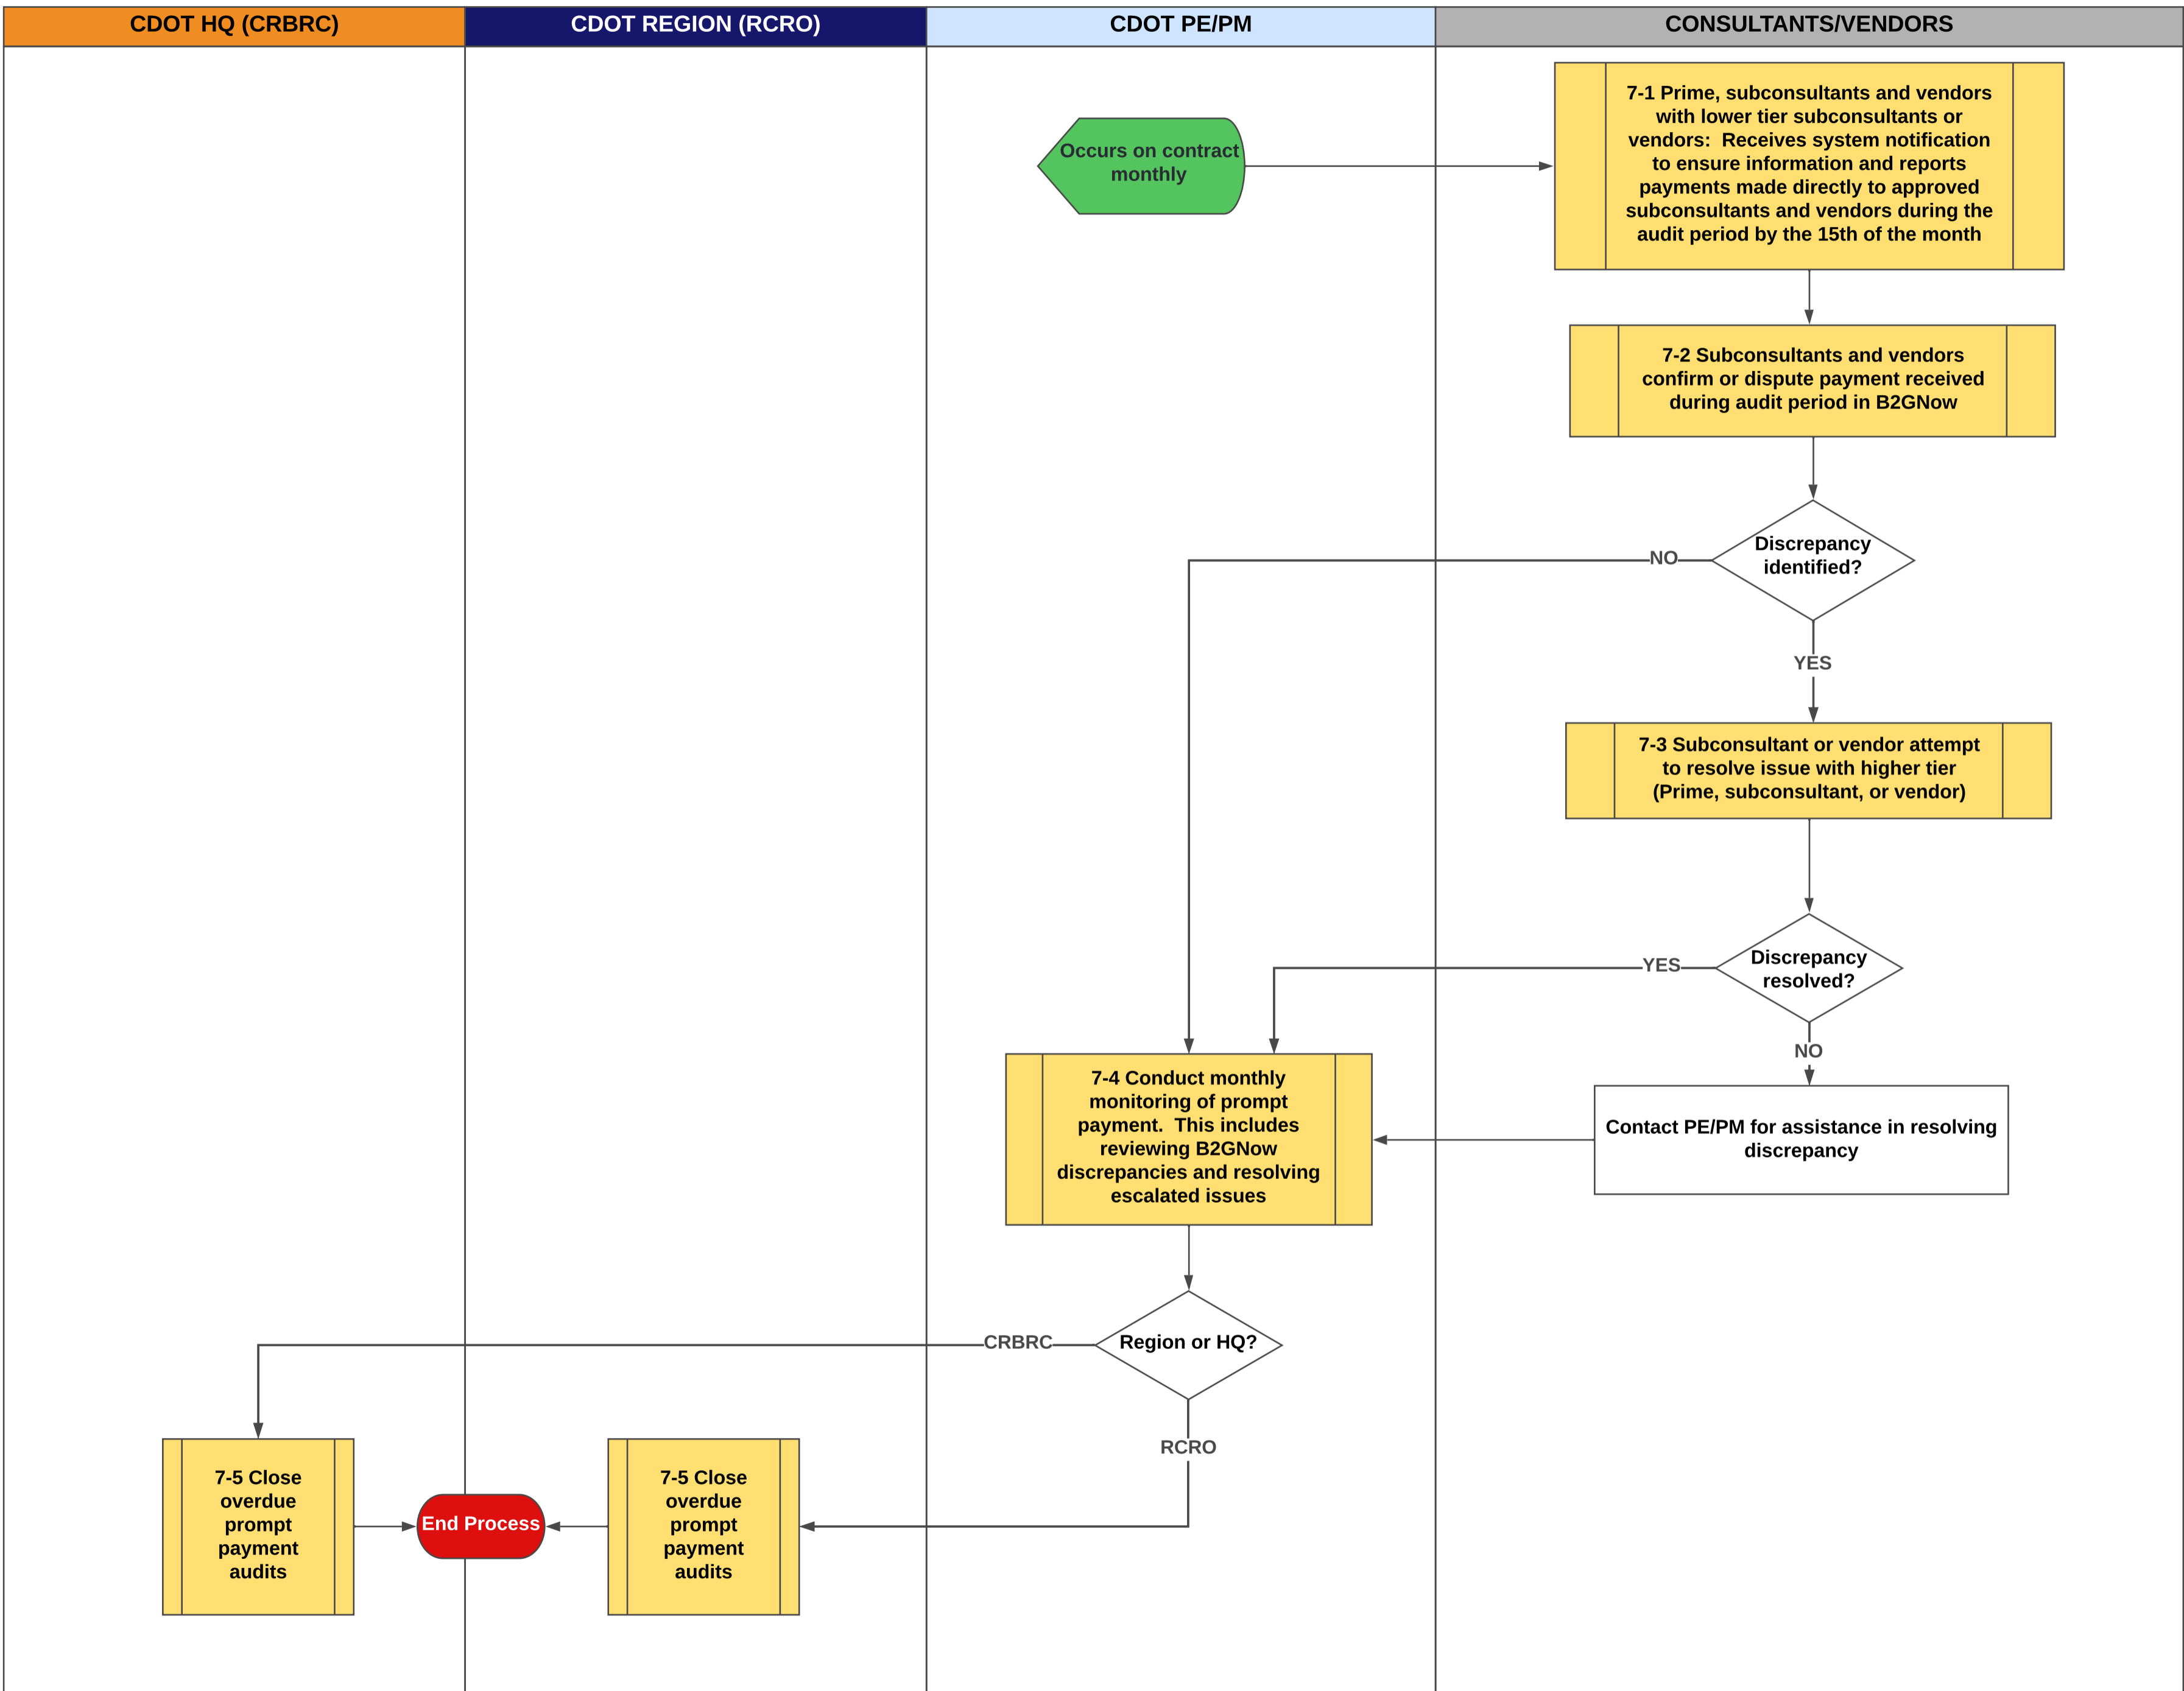 CDOT HQ (CRBRC)
CDOT REGION (RCRO)
CDOT PE/PM
CONSULTANTS/VENDORS
Occurs on contract
monthly
7-1 Prime, subconsultants and vendors
with lower tier subconsultants or
vendors:  Receives system notification
to ensure information and reports
payments made directly to approved
subconsultants and vendors during the
audit period by the 15th of the month
7-2 Subconsultants and vendors
confirm or dispute payment received
during audit period in B2GNow
Discrepancy
identified?
NO
YES
7-3 Subconsultant or vendor attempt
to resolve issue with higher tier
(Prime, subconsultant, or vendor)
Discrepancy
resolved?
YES
NO
Contact PE/PM for assistance in resolving
discrepancy
7-4 Conduct monthly
monitoring of prompt
payment.  This includes
reviewing B2GNow
discrepancies and resolving
escalated issues
Region or HQ?
CRBRC
RCRO
7-5 Close
overdue
prompt
payment
audits
End Process
7-5 Close
overdue
prompt
payment
audits